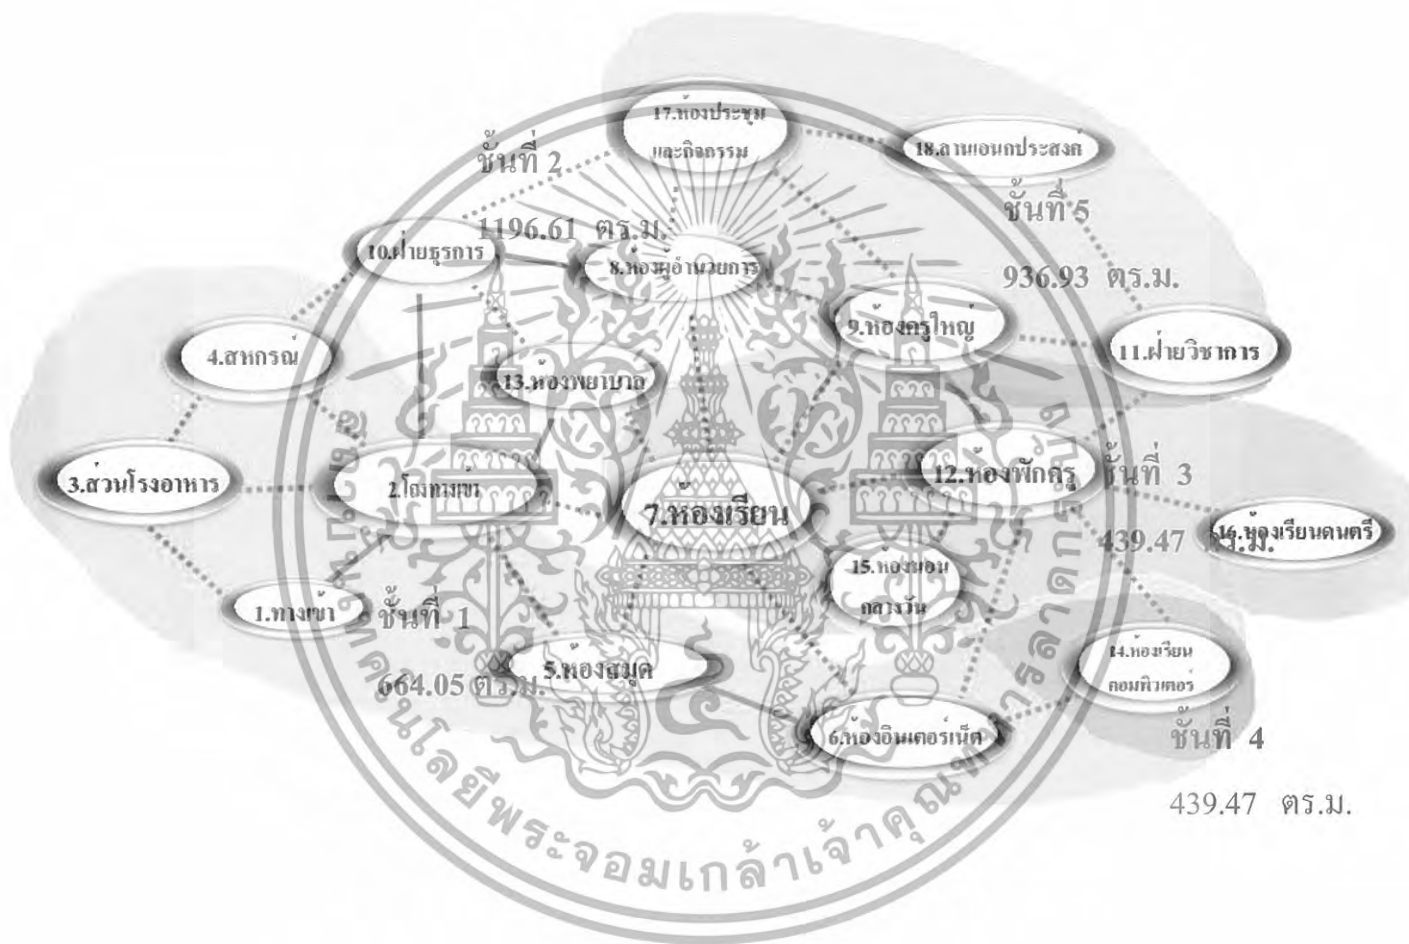 17.ห้องประชุม
และกิจกรรม
18.ลานเอนกประสงค์
ชั้นที่ 2
1196.61 ตร.ม.
ชั้นที่ 5
936.93 ตร.ม.
10.ฝ่ายธุรการ
8.ห้องผู้อำนวยการ
9.ห้องครูใหญ่
11.ฝ่ายวิชาการ
4.สหกรณ์
13.ห้องพยาบาล
3.ส่วนโรงอาหาร
2.โถงทางเข้า
7.ห้องเรียน
12.ห้องพักครู
ชั้นที่ 3
439.47 ตร.ม.
16.ห้องเรียนดนตรี
15.ห้องนอน
กลางวัน
1.ทางเข้า
ชั้นที่ 1
664.05 ตร.ม.
5.ห้องสมุด
6.ห้องอินเตอร์เน็ต
14.ห้องเรียน
คอมพิวเตอร์
ชั้นที่ 4
439.47 ตร.ม.
เทคโนโลยีพระจอมเกล้าเจ้าคุณทหารลาดกระบัง